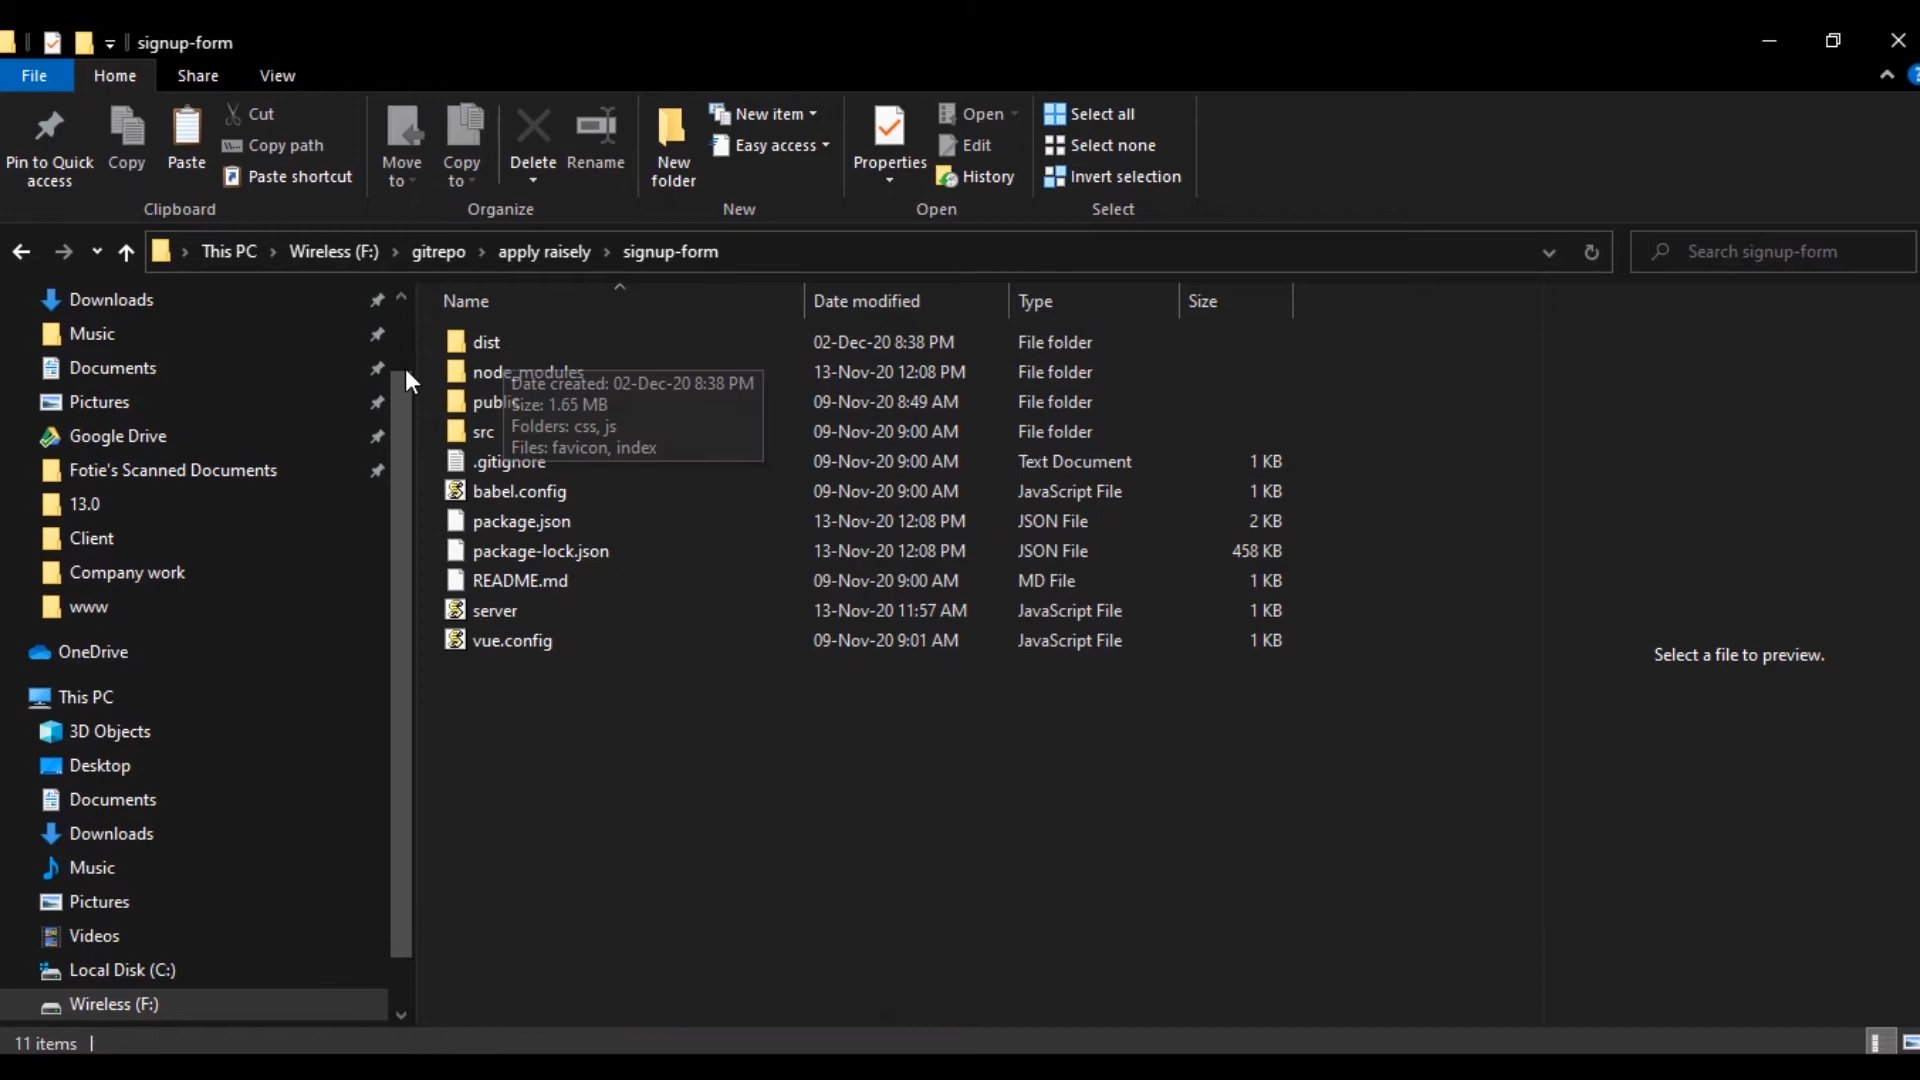 signup-form
File Home Share View
Pin to Quick access
Copy
Paste
Cut
Copy path
Paste shortcut
Clipboard
Move to
Copy to
Delete
Rename
Organize
New folder
New item
Easy access
New
Properties
Open
Edit
History
Open
Select all
Select none
Invert selection
Select
This PC > Wireless (F:) > gitrepo > apply raisely > signup-form
Search signup-form
Downloads
Music
Documents
Pictures
Google Drive
Fotie's Scanned Documents
13.0
Client
Company work
www
OneDrive
This PC
3D Objects
Desktop
Documents
Downloads
Music
Pictures
Videos
Local Disk (C:)
Wireless (F:)
Name Date modified Type Size
dist 02-Dec-20 8:38 PM File folder
node_modules 13-Nov-20 12:08 PM File folder
public 09-Nov-20 8:49 AM File folder
src 09-Nov-20 9:00 AM File folder
.gitignore 09-Nov-20 9:00 AM Text Document 1 KB
babel.config 09-Nov-20 9:00 AM JavaScript File 1 KB
package.json 13-Nov-20 12:08 PM JSON File 2 KB
package-lock.json 13-Nov-20 12:08 PM JSON File 458 KB
README.md 09-Nov-20 9:00 AM MD File 1 KB
server 13-Nov-20 11:57 AM JavaScript File 1 KB
vue.config 09-Nov-20 9:01 AM JavaScript File 1 KB
Date created: 02-Dec-20 8:38 PM
Size: 1.65 MB
Folders: css, js
Files: favicon, index
Select a file to preview.
11 items